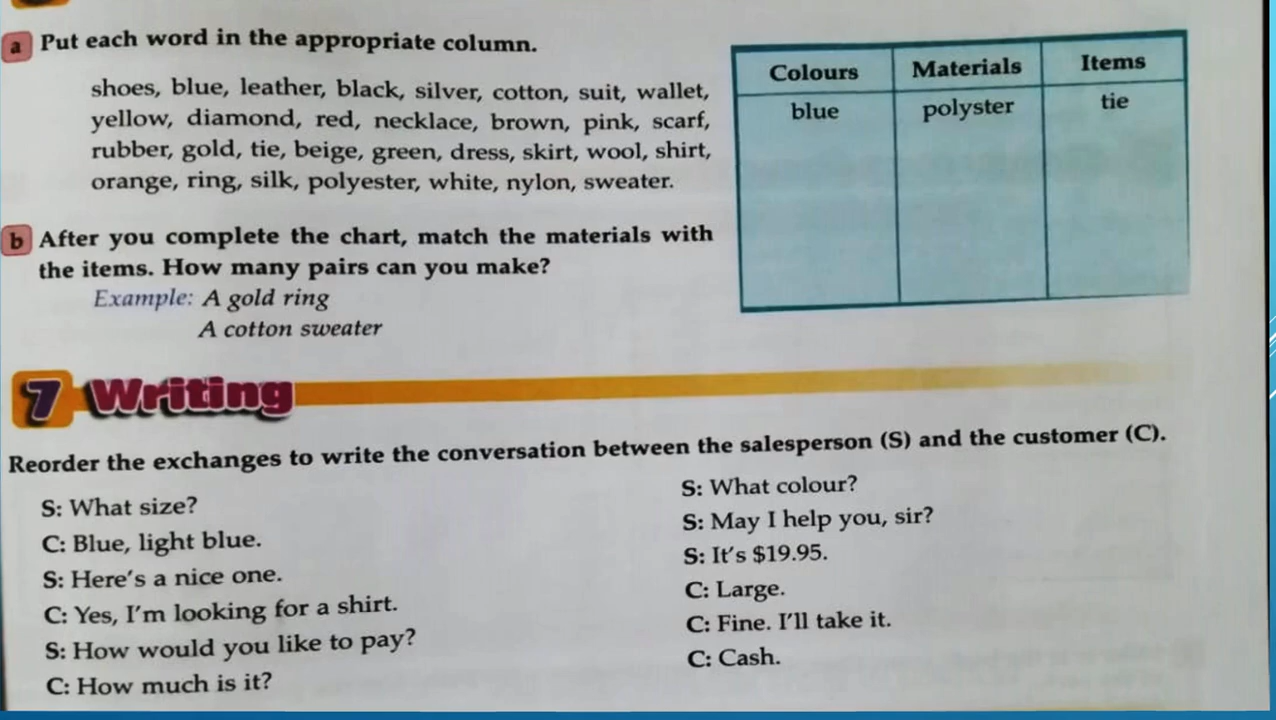 a Put each word in the appropriate column.
shoes, blue, leather, black, silver, cotton, suit, wallet,
yellow, diamond, red, necklace, brown, pink, scarf,
rubber, gold, tie, beige, green, dress, skirt, wool, shirt,
orange, ring, silk, polyester, white, nylon, sweater.
Colours Materials Items
blue polyster tie
b After you complete the chart, match the materials with
the items. How many pairs can you make?
Example: A gold ring
A cotton sweater
7 Writing
Reorder the exchanges to write the conversation between the salesperson (S) and the customer (C).
S: What size?
C: Blue, light blue.
S: Here's a nice one.
C: Yes, I'm looking for a shirt.
S: How would you like to pay?
C: How much is it?
S: What colour?
S: May I help you, sir?
S: It's $19.95.
C: Large.
C: Fine. I'll take it.
C: Cash.